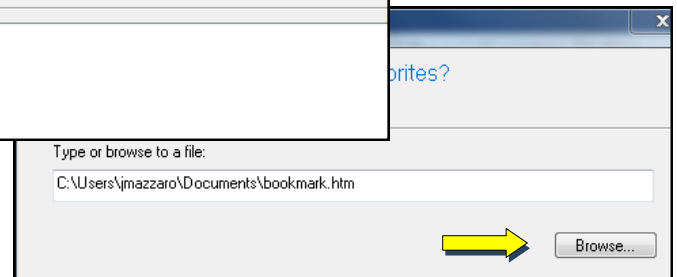 orites?
Type or browse to a file:
C:\Users\jmazzaro\Documents\bookmark.htm
Browse...